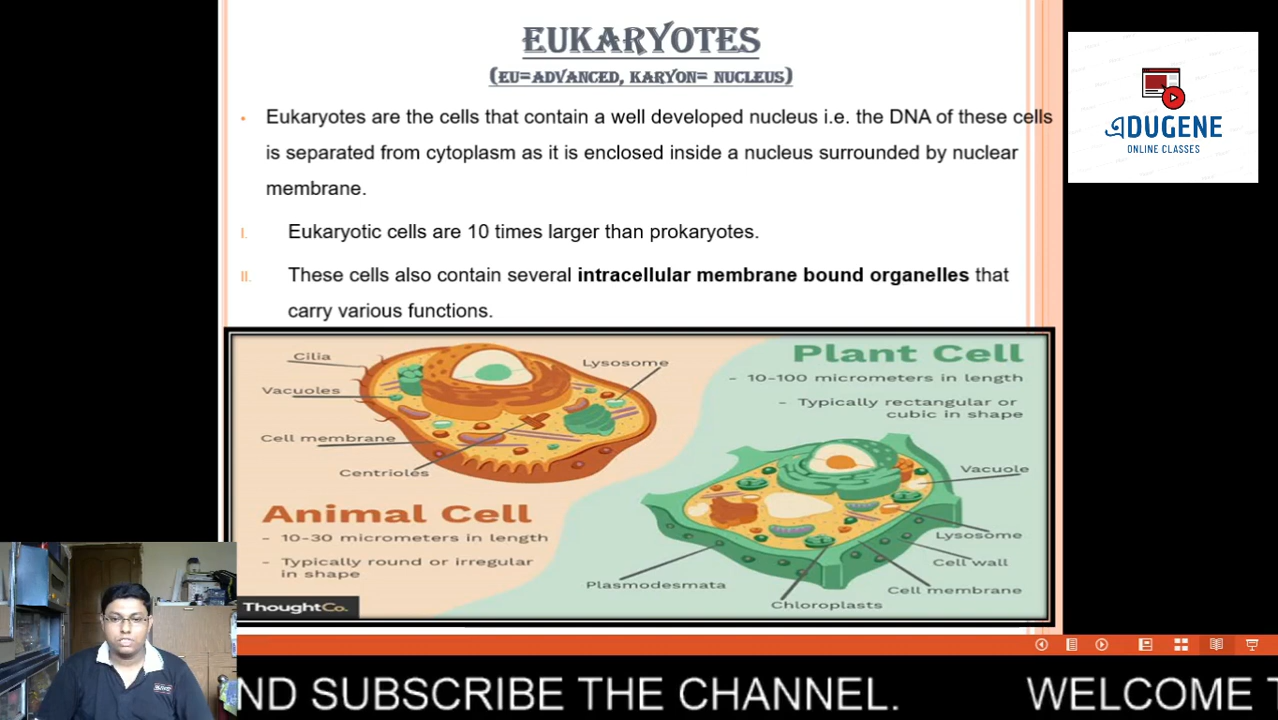 EUKARYOTES
(EU=ADVANCED, KARYON= NUCLEUS)
• Eukaryotes are the cells that contain a well developed nucleus i.e. the DNA of these cells
is separated from cytoplasm as it is enclosed inside a nucleus surrounded by nuclear
membrane.
I. Eukaryotic cells are 10 times larger than prokaryotes.
II. These cells also contain several intracellular membrane bound organelles that
carry various functions.
DUGENE
ONLINE CLASSES
Cilia
Vacuoles
Cell membrane
Centrioles
Lysosome
Animal Cell
- 10-30 micrometers in length
- Typically round or irregular
in shape
ThoughtCo.
Plant Cell
- 10-100 micrometers in length
- Typically rectangular or
cubic in shape
Vacuole
Lysosome
Cell wall
Cell membrane
Plasmodesmata
Chloroplasts
ND SUBSCRIBE THE CHANNEL. WELCOME T